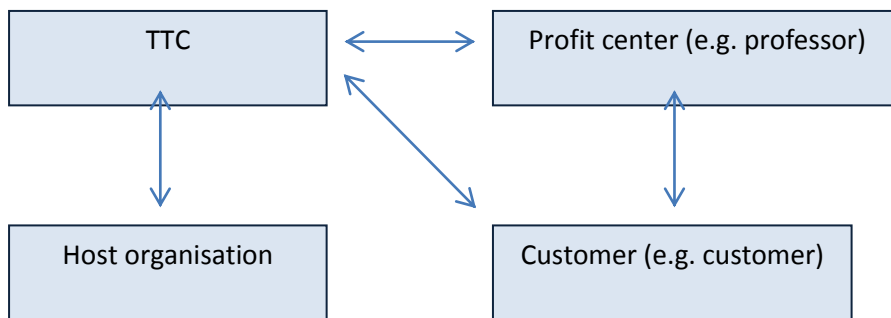 TTC
Profit center (e.g. professor)
Host organisation
Customer (e.g. customer)